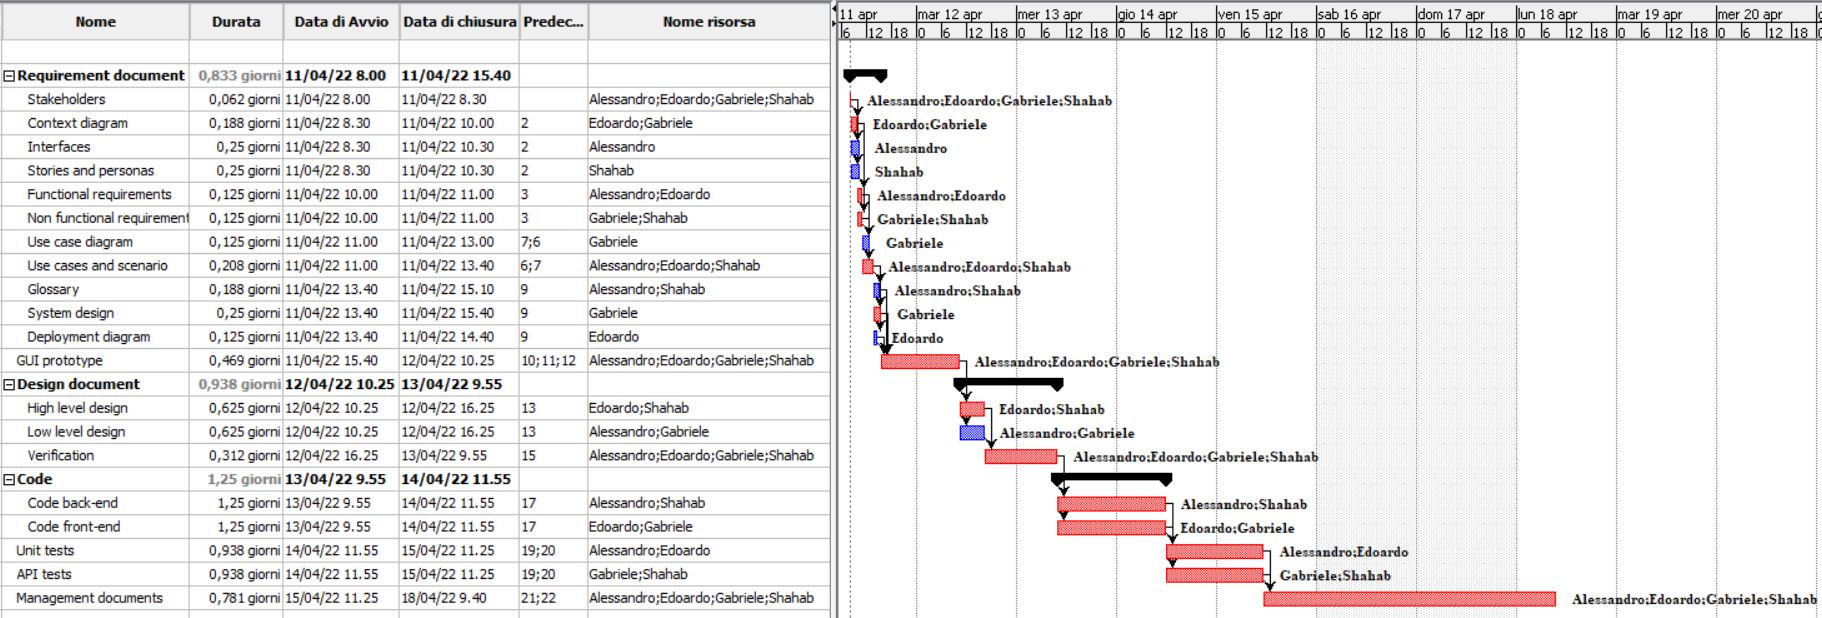 Nome Durata Data di Avvio Data di chiusura Predec... Nome risorsa
Requirement document 0,833 giorni 11/04/22 8.00 11/04/22 15.40
Stakeholders 0,062 giorni 11/04/22 8.00 11/04/22 8.30 Alessandro;Edoardo;Gabriele;Shahab
Context diagram 0,188 giorni 11/04/22 8.30 11/04/22 10.00 2 Edoardo;Gabriele
Interfaces 0,25 giorni 11/04/22 8.30 11/04/22 10.30 2 Alessandro
Stories and personas 0,25 giorni 11/04/22 8.30 11/04/22 10.30 2 Shahab
Functional requirements 0,125 giorni 11/04/22 10.00 11/04/22 11.00 3 Alessandro;Edoardo
Non functional requirement 0,125 giorni 11/04/22 10.00 11/04/22 11.00 3 Gabriele;Shahab
Use case diagram 0,125 giorni 11/04/22 11.00 11/04/22 13.00 7;6 Gabriele
Use cases and scenario 0,208 giorni 11/04/22 11.00 11/04/22 13.40 6;7 Alessandro;Edoardo;Shahab
Glossary 0,188 giorni 11/04/22 13.40 11/04/22 15.10 9 Alessandro;Shahab
System design 0,25 giorni 11/04/22 13.40 11/04/22 15.40 9 Gabriele
Deployment diagram 0,125 giorni 11/04/22 13.40 11/04/22 14.40 9 Edoardo
GUI prototype 0,469 giorni 11/04/22 15.40 12/04/22 10.25 10;11;12 Alessandro;Edoardo;Gabriele;Shahab
Design document 0,938 giorni 12/04/22 10.25 13/04/22 9.55
High level design 0,625 giorni 12/04/22 10.25 12/04/22 16.25 13 Edoardo;Shahab
Low level design 0,625 giorni 12/04/22 10.25 12/04/22 16.25 13 Alessandro;Gabriele
Verification 0,312 giorni 12/04/22 16.25 13/04/22 9.55 15 Alessandro;Edoardo;Gabriele;Shahab
Code 1,25 giorni 13/04/22 9.55 14/04/22 11.55
Code back-end 1,25 giorni 13/04/22 9.55 14/04/22 11.55 17 Alessandro;Shahab
Code front-end 1,25 giorni 13/04/22 9.55 14/04/22 11.55 17 Edoardo;Gabriele
Unit tests 0,938 giorni 14/04/22 11.55 15/04/22 11.25 19;20 Alessandro;Edoardo
API tests 0,938 giorni 14/04/22 11.55 15/04/22 11.25 19;20 Gabriele;Shahab
Management documents 0,781 giorni 15/04/22 11.25 18/04/22 9.40 21;22 Alessandro;Edoardo;Gabriele;Shahab
11 apr mar 12 apr mer 13 apr gio 14 apr ven 15 apr sab 16 apr dom 17 apr lun 18 apr mar 19 apr mer 20 apr
6 12 18 0 6 12 18 0 6 12 18 0 6 12 18 0 6 12 18 0 6 12 18 0 6 12 18 0 6 12 18 0 6 12 18 0 6 12 18
Alessandro;Edoardo;Gabriele;Shahab
Edoardo;Gabriele
Alessandro
Shahab
Alessandro;Edoardo
Gabriele;Shahab
Gabriele
Alessandro;Edoardo;Shahab
Alessandro;Shahab
Gabriele
Edoardo
Alessandro;Edoardo;Gabriele;Shahab
Edoardo;Shahab
Alessandro;Gabriele
Alessandro;Edoardo;Gabriele;Shahab
Alessandro;Shahab
Edoardo;Gabriele
Alessandro;Edoardo
Gabriele;Shahab
Alessandro;Edoardo;Gabriele;Shahab